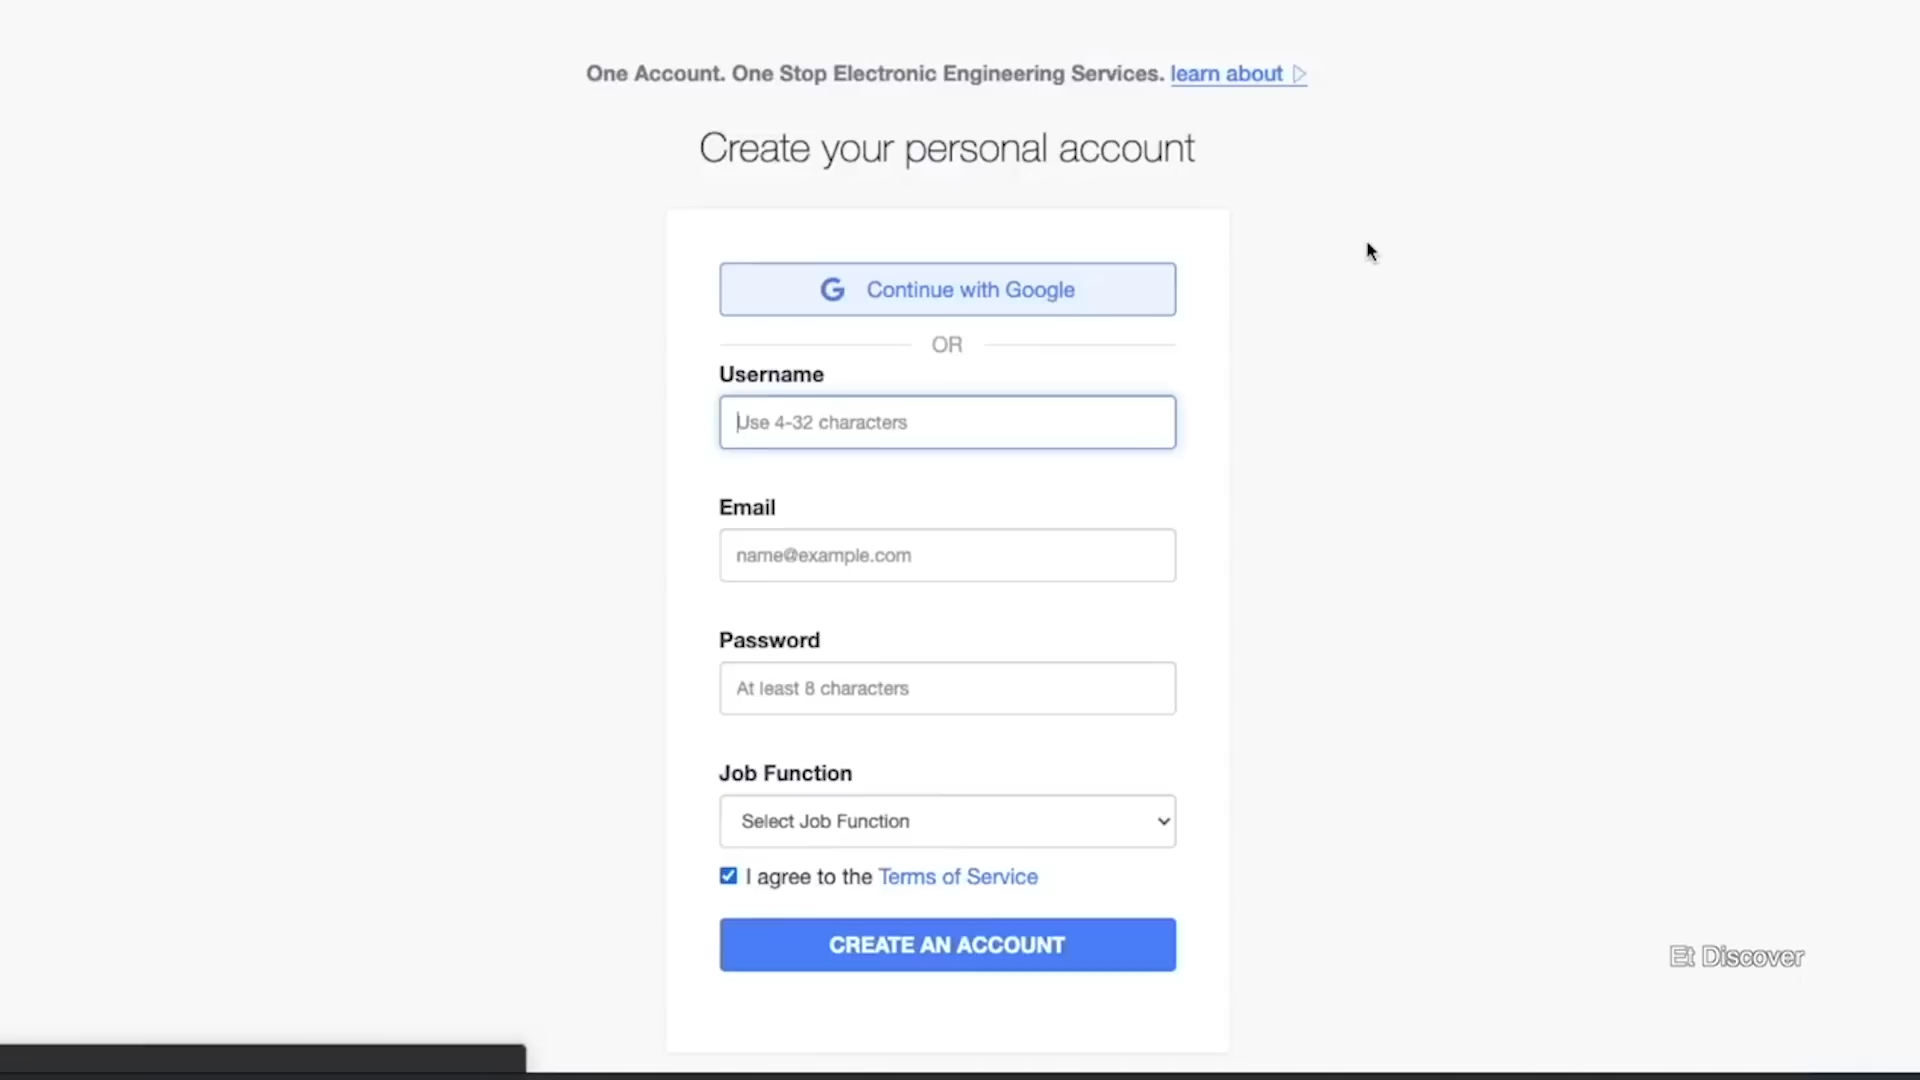 One Account. One Stop Electronic Engineering Services. learn about
Create your personal account
Continue with Google
OR
Username
Use 4-32 characters
Email
name@example.com
Password
At least 8 characters
Job Function
Select Job Function
I agree to the Terms of Service
CREATE AN ACCOUNT
Et Discover